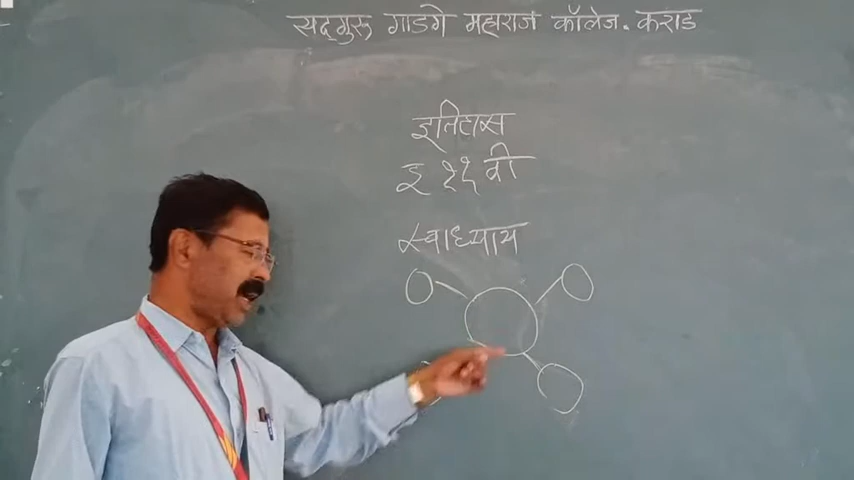 सद्गुरू गाडगे महाराज कॉलेज. कराड
इतिहास
इ ११ वी
स्वाध्याय